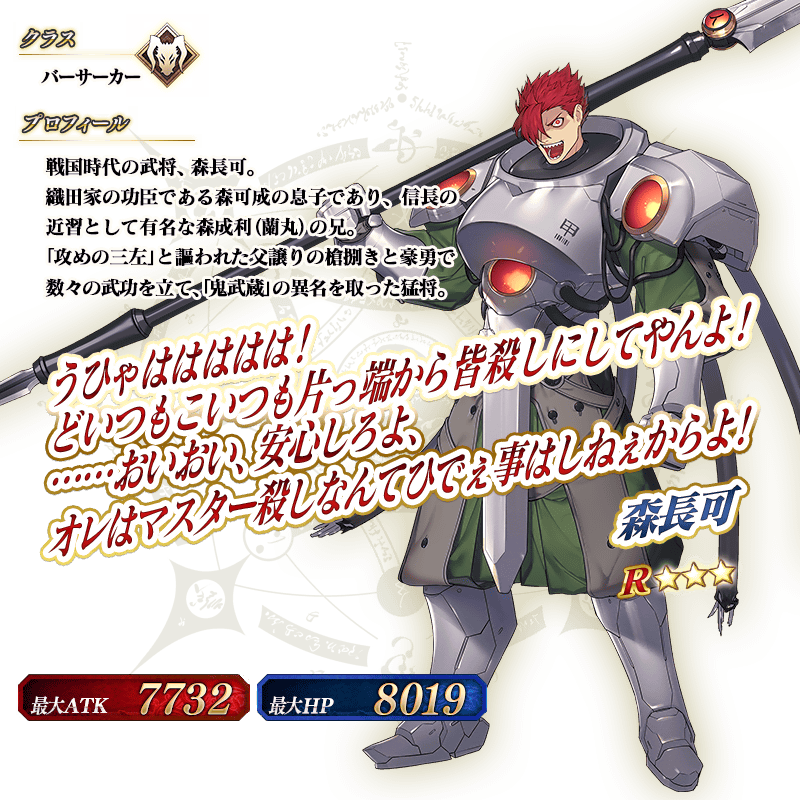 クラス
バーサーカー
プロフィール
戦国時代の武将、森長可。
織田家の功臣である森可成の息子であり、信長の
近習として有名な森成利（蘭丸）の兄。
「攻めの三左」と謳われた父譲りの槍捌きと豪勇で
数々の武功を立て、「鬼武蔵」の異名を取った猛将。
うひゃはははははは！
どいつもこいつも片っ端から皆殺しにしてやんよ！
……おいおい、安心しろよ、
オレはマスター殺しなんてひでぇ事はしねぇからよ！
森長可
R
最大ATK 7732
最大HP 8019
甲